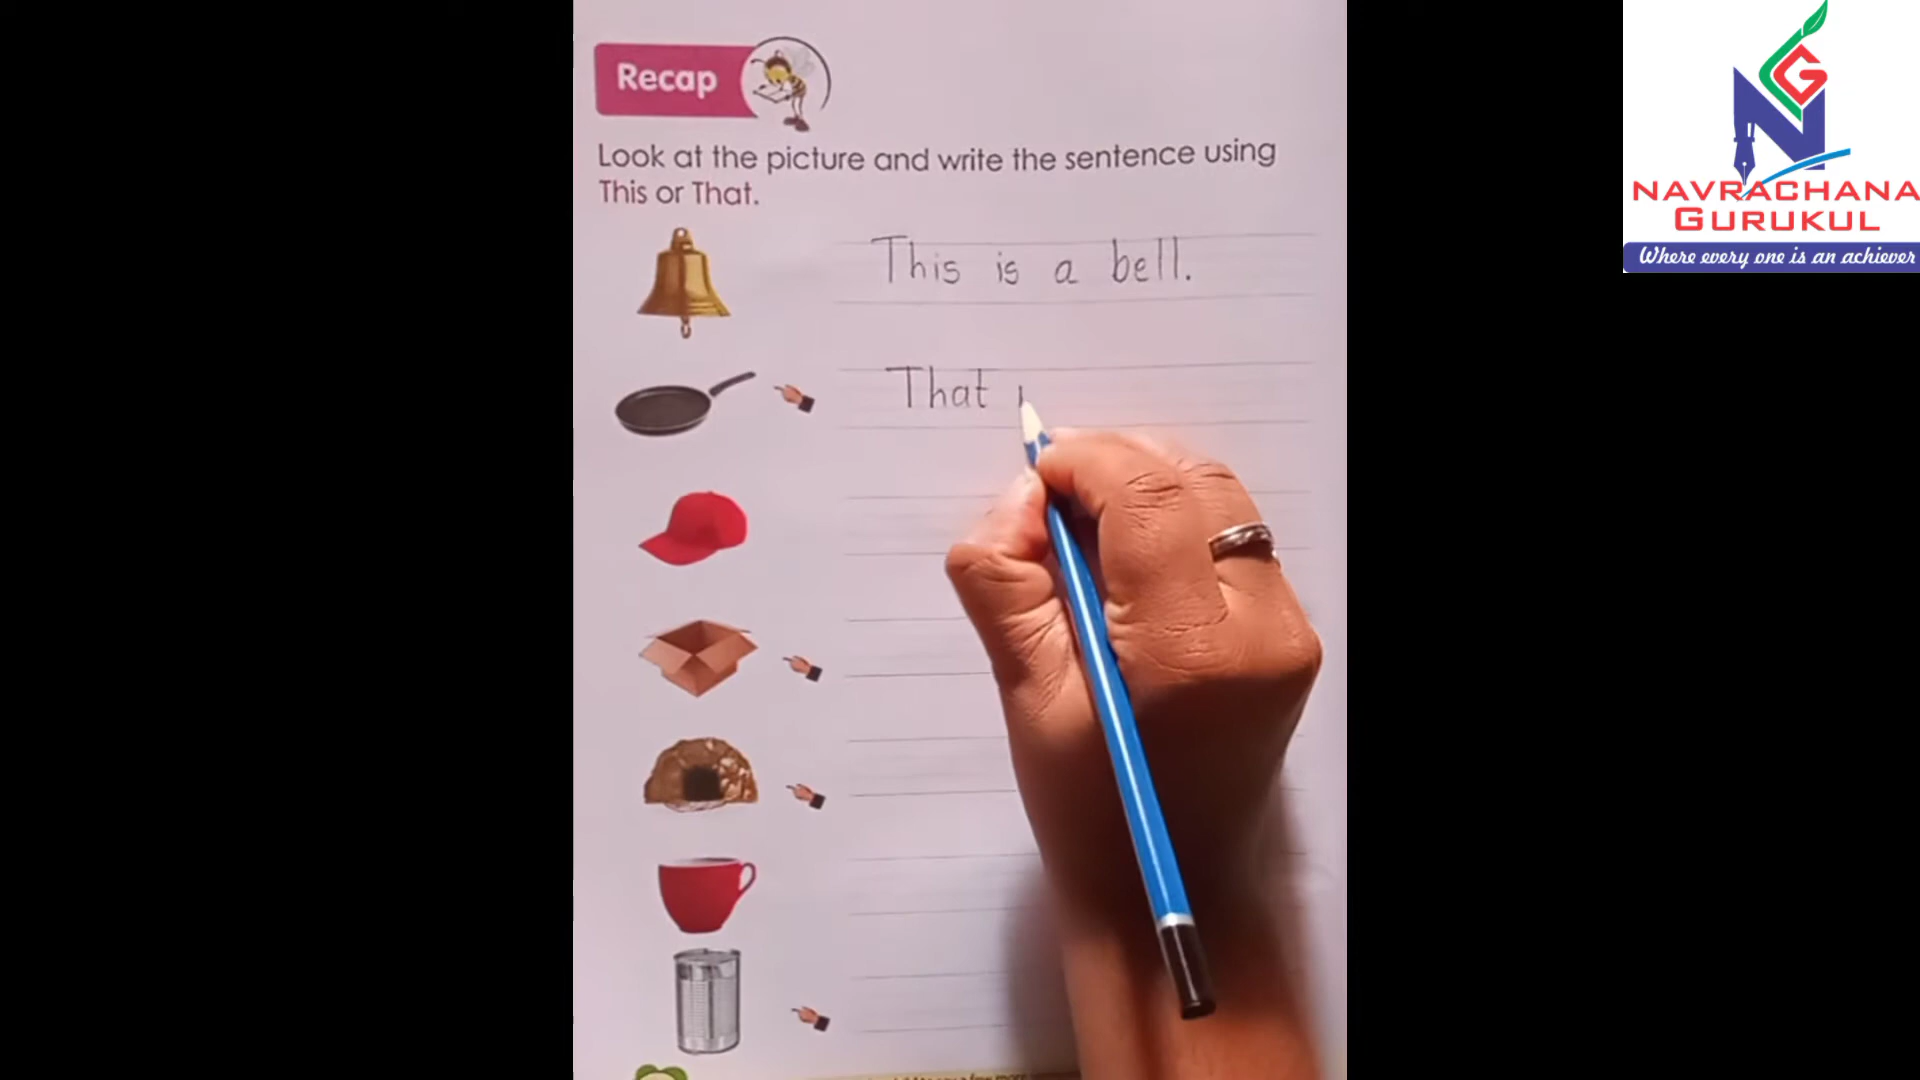 Recap
Look at the picture and write the sentence using
This or That.
This is a bell.
That
NAVRACHANA
GURUKUL
Where every one is an achiever